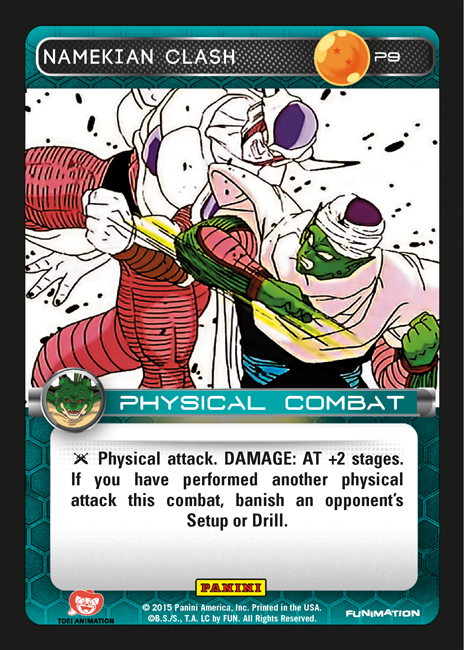 NAMEKIAN CLASH P9
PHYSICAL COMBAT
Physical attack. DAMAGE: AT +2 stages.
If you have performed another physical
attack this combat, banish an opponent's
Setup or Drill.
PANINI
TOEI ANIMATION
© 2015 Panini America, Inc. Printed in the USA.
©B.S./S., T.A. LC by FUN. All Rights Reserved.
FUNIMATION